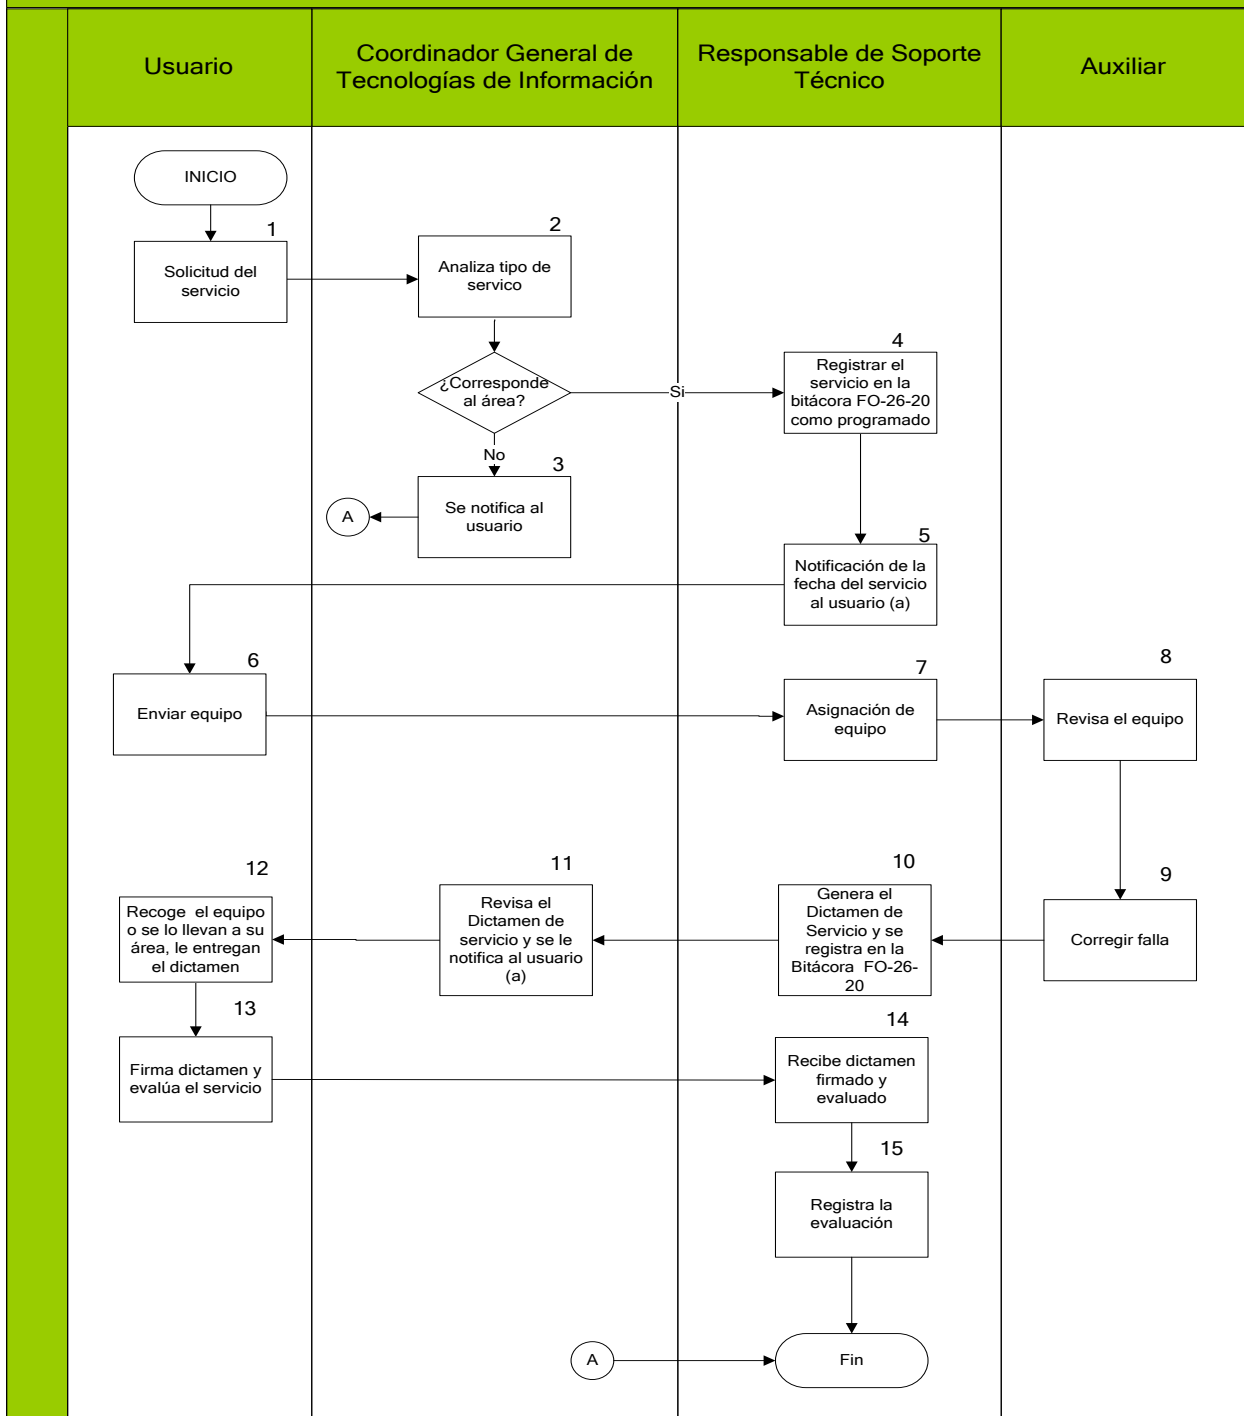 Usuario
Coordinador General de
Tecnologías de Información
Responsable de Soporte
Técnico
Auxiliar
INICIO
1
Solicitud del
servicio
2
Analiza tipo de
servico
¿Corresponde
al área?
Si
No
3
Se notifica al
usuario
A
4
Registrar el
servicio en la
bitácora FO-26-20
como programado
5
Notificación de la
fecha del servicio
al usuario (a)
6
Enviar equipo
7
Asignación de
equipo
8
Revisa el equipo
9
Corregir falla
10
Genera el
Dictamen de
Servicio y se
registra en la
Bitácora FO-26-
20
11
Revisa el
Dictamen de
servicio y se le
notifica al usuario
(a)
12
Recoge el equipo
o se lo llevan a su
área, le entregan
el dictamen
13
Firma dictamen y
evalúa el servicio
14
Recibe dictamen
firmado y
evaluado
15
Registra la
evaluación
A
Fin